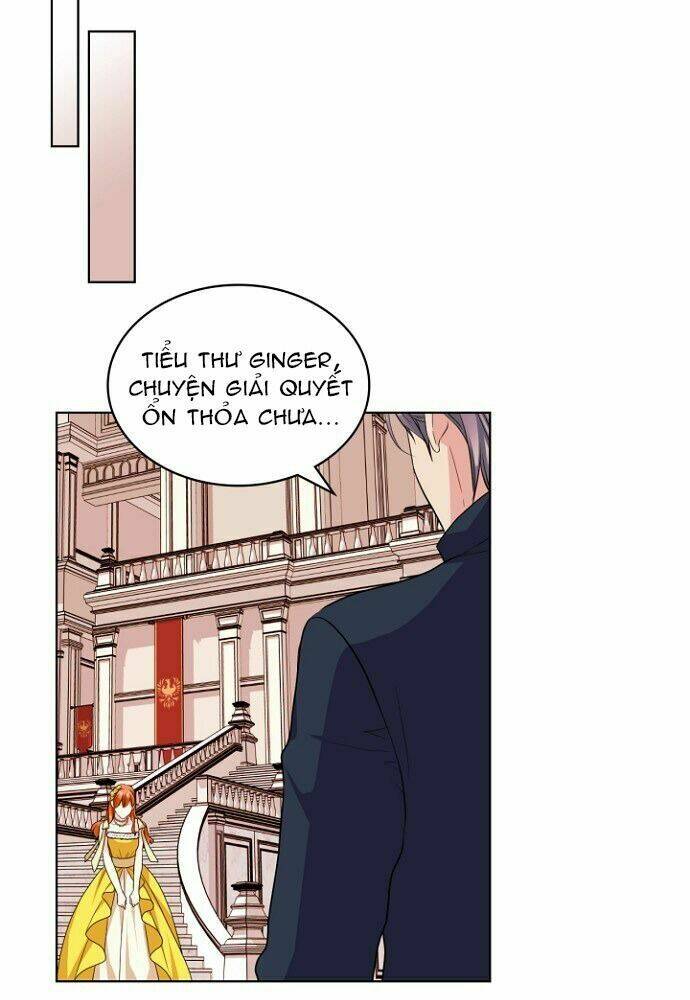 TIỂU THƯ GINGER,
CHUYỆN GIẢI QUYẾT
ỔN THỎA CHƯA...